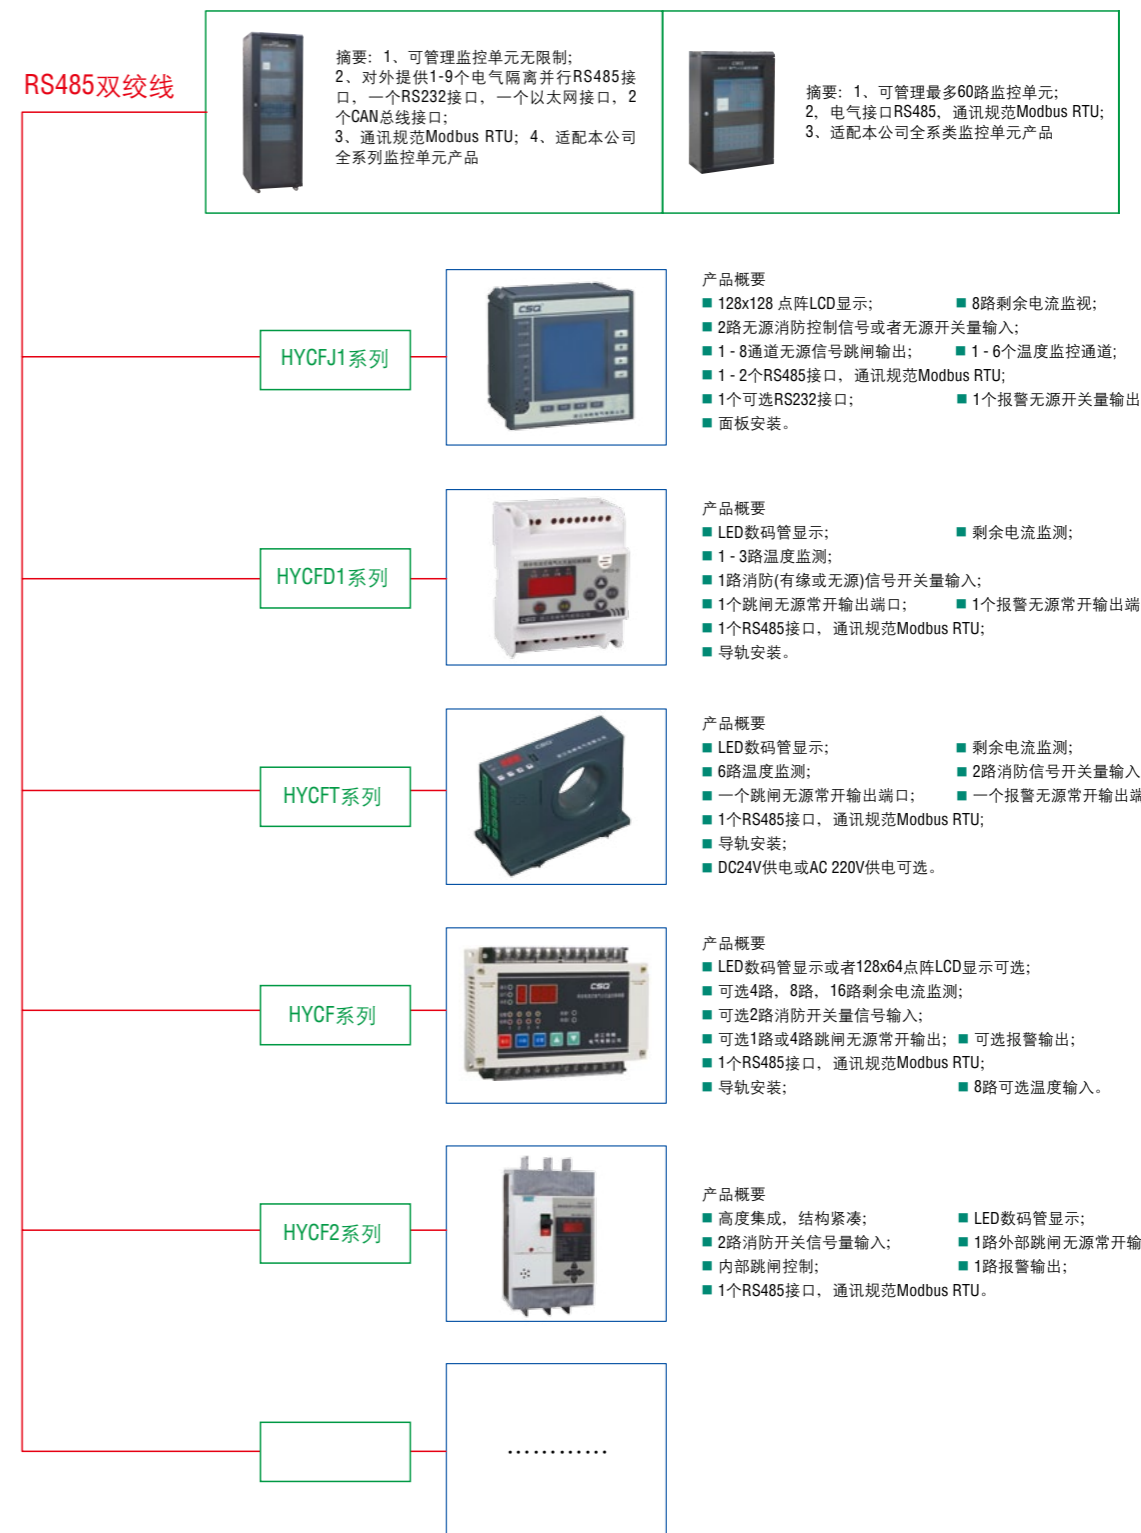 RS485双绞线
摘要：1、可管理监控单元无限制；
2、对外提供1-9个电气隔离并行RS485接
口，一个RS232接口，一个以太网接口，2
个CAN总线接口；
3、通讯规范Modbus RTU；4、适配本公司
全系列监控单元产品
摘要：1、可管理最多60路监控单元；
2，电气接口RS485，通讯规范Modbus RTU；
3、适配本公司全系类监控单元产品
HYCFJ1系列
CSQ
产品概要
■ 128x128 点阵LCD显示； ■ 8路剩余电流监视；
■ 2路无源消防控制信号或者无源开关量输入；
■ 1 - 8通道无源信号跳闸输出； ■ 1 - 6个温度监控通道；
■ 1 - 2个RS485接口，通讯规范Modbus RTU；
■ 1个可选RS232接口； ■ 1个报警无源开关量输出
■ 面板安装。
HYCFD1系列
CSQ
产品概要
■ LED数码管显示； ■ 剩余电流监测；
■ 1 - 3路温度监测；
■ 1路消防(有缘或无源)信号开关量输入；
■ 1个跳闸无源常开输出端口； ■ 1个报警无源常开输出端
■ 1个RS485接口，通讯规范Modbus RTU；
■ 导轨安装。
HYCFT系列
CSQ
产品概要
■ LED数码管显示； ■ 剩余电流监测；
■ 6路温度监测； ■ 2路消防信号开关量输入
■ 一个跳闸无源常开输出端口； ■ 一个报警无源常开输出端
■ 1个RS485接口，通讯规范Modbus RTU；
■ 导轨安装；
■ DC24V供电或AC 220V供电可选。
HYCF系列
CSQ
产品概要
■ LED数码管显示或者128x64点阵LCD显示可选；
■ 可选4路，8路，16路剩余电流监测；
■ 可选2路消防开关量信号输入；
■ 可选1路或4路跳闸无源常开输出； ■ 可选报警输出；
■ 1个RS485接口，通讯规范Modbus RTU；
■ 导轨安装； ■ 8路可选温度输入。
HYCF2系列
产品概要
■ 高度集成，结构紧凑； ■ LED数码管显示；
■ 2路消防开关信号量输入； ■ 1路外部跳闸无源常开输
■ 内部跳闸控制； ■ 1路报警输出；
■ 1个RS485接口，通讯规范Modbus RTU。
…………